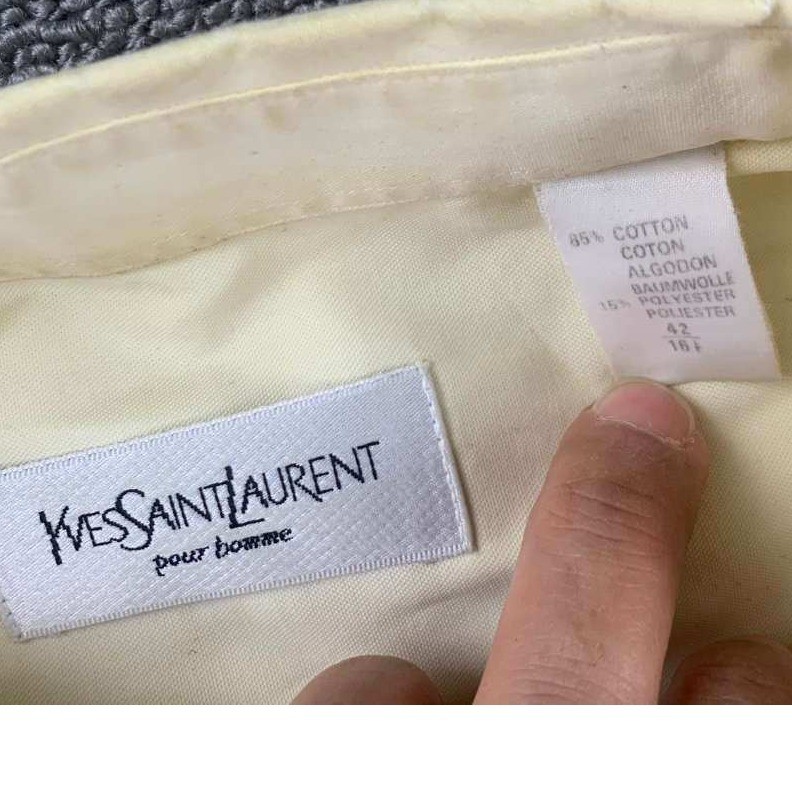 YVESSAINTLAURENT
pour homme
85% COTTON
COTON
ALGODON
BAUMWOLLE
15% POLYESTER
POLIESTER
42